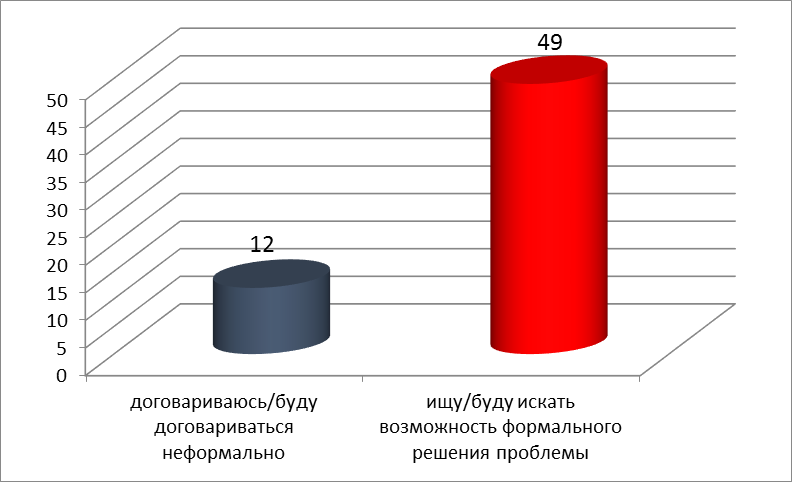 49
50
45
40
35
30
25
20
15
10
5
0
12
договариваюсь/буду
договариваться
неформально
ищу/буду искать
возможность формального
решения проблемы